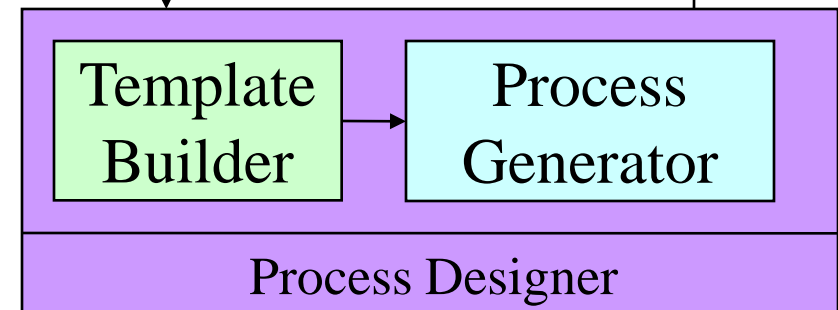 Template
Builder
Process
Generator
Process Designer